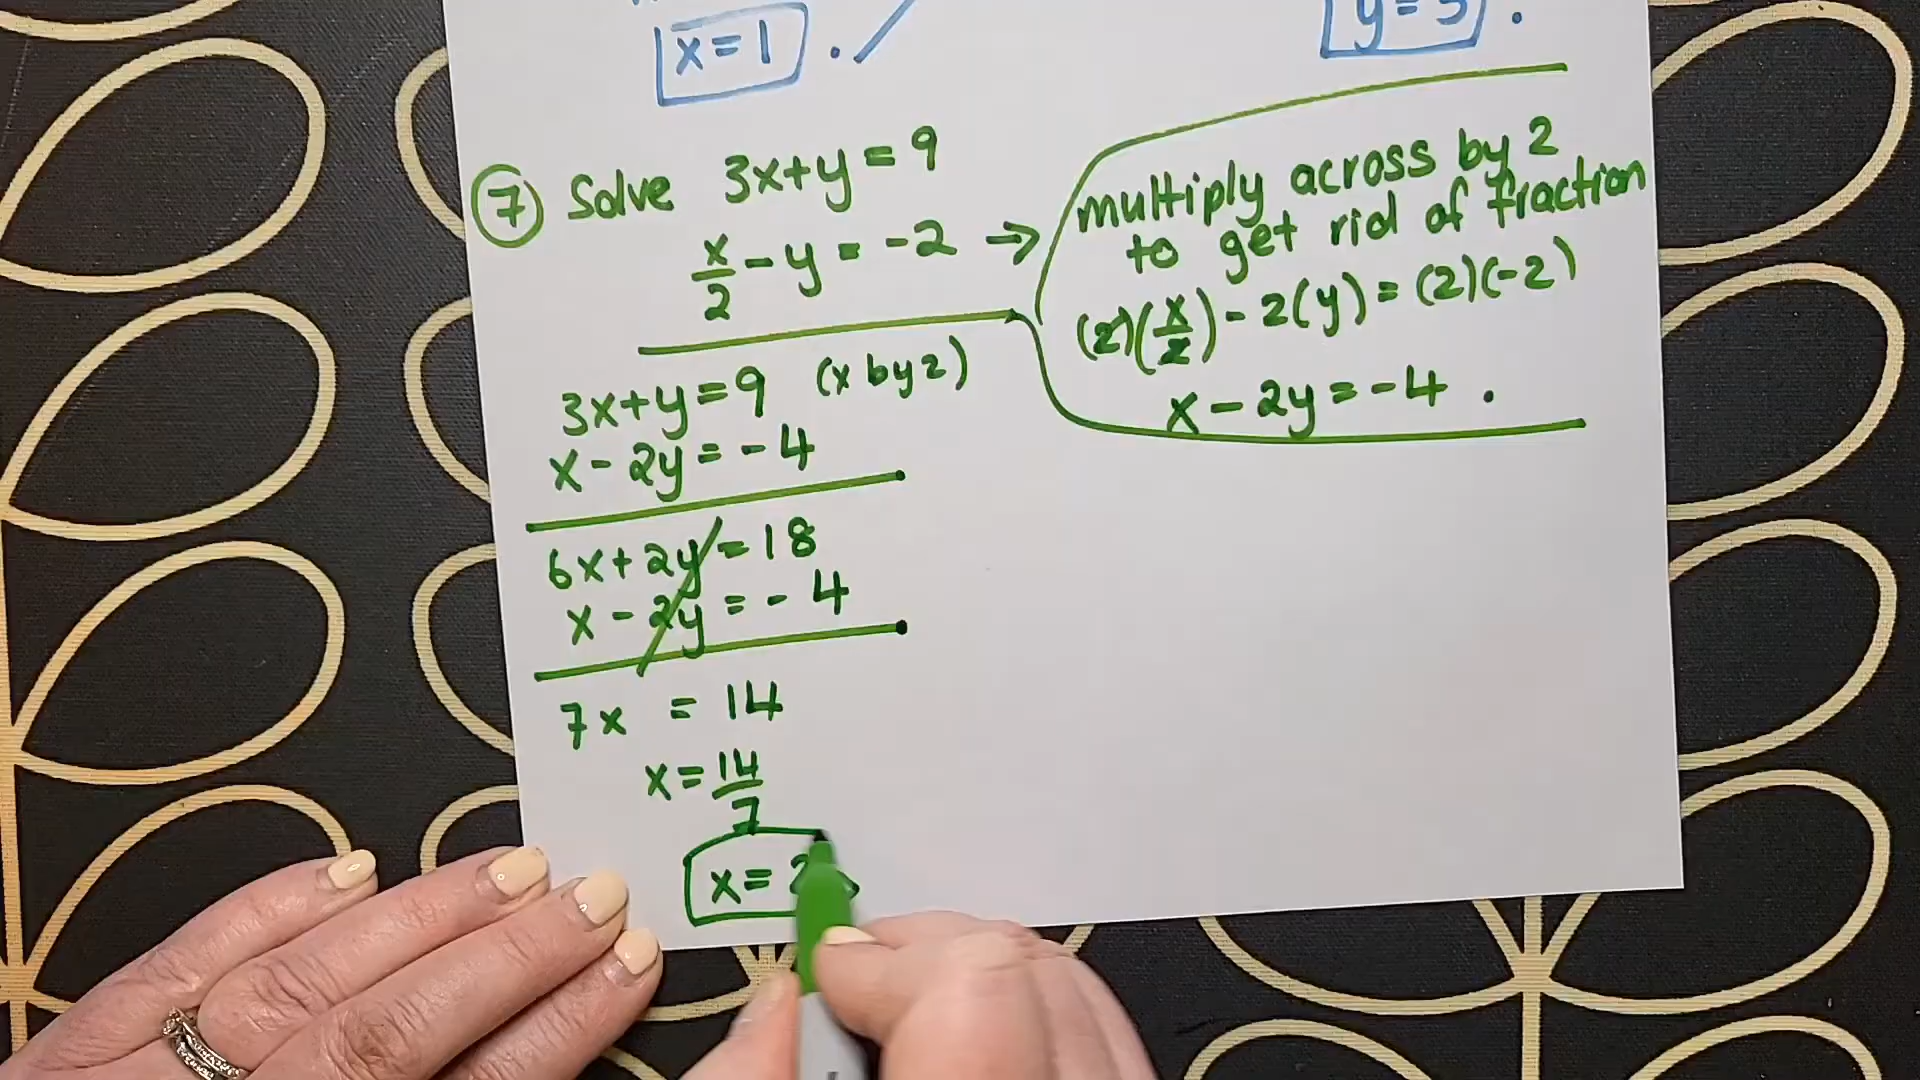 x = 1 .
y = 3 .
⑦ Solve 3x + y = 9
x/2 - y = -2 →
multiply across by 2
to get rid of fraction
(2)(x/2) - 2(y) = (2)(-2)
x - 2y = -4 .
3x + y = 9 (x by 2)
x - 2y = -4
6x + 2y = 18
x - 2y = -4
7x = 14
x = 14/7
x = 2